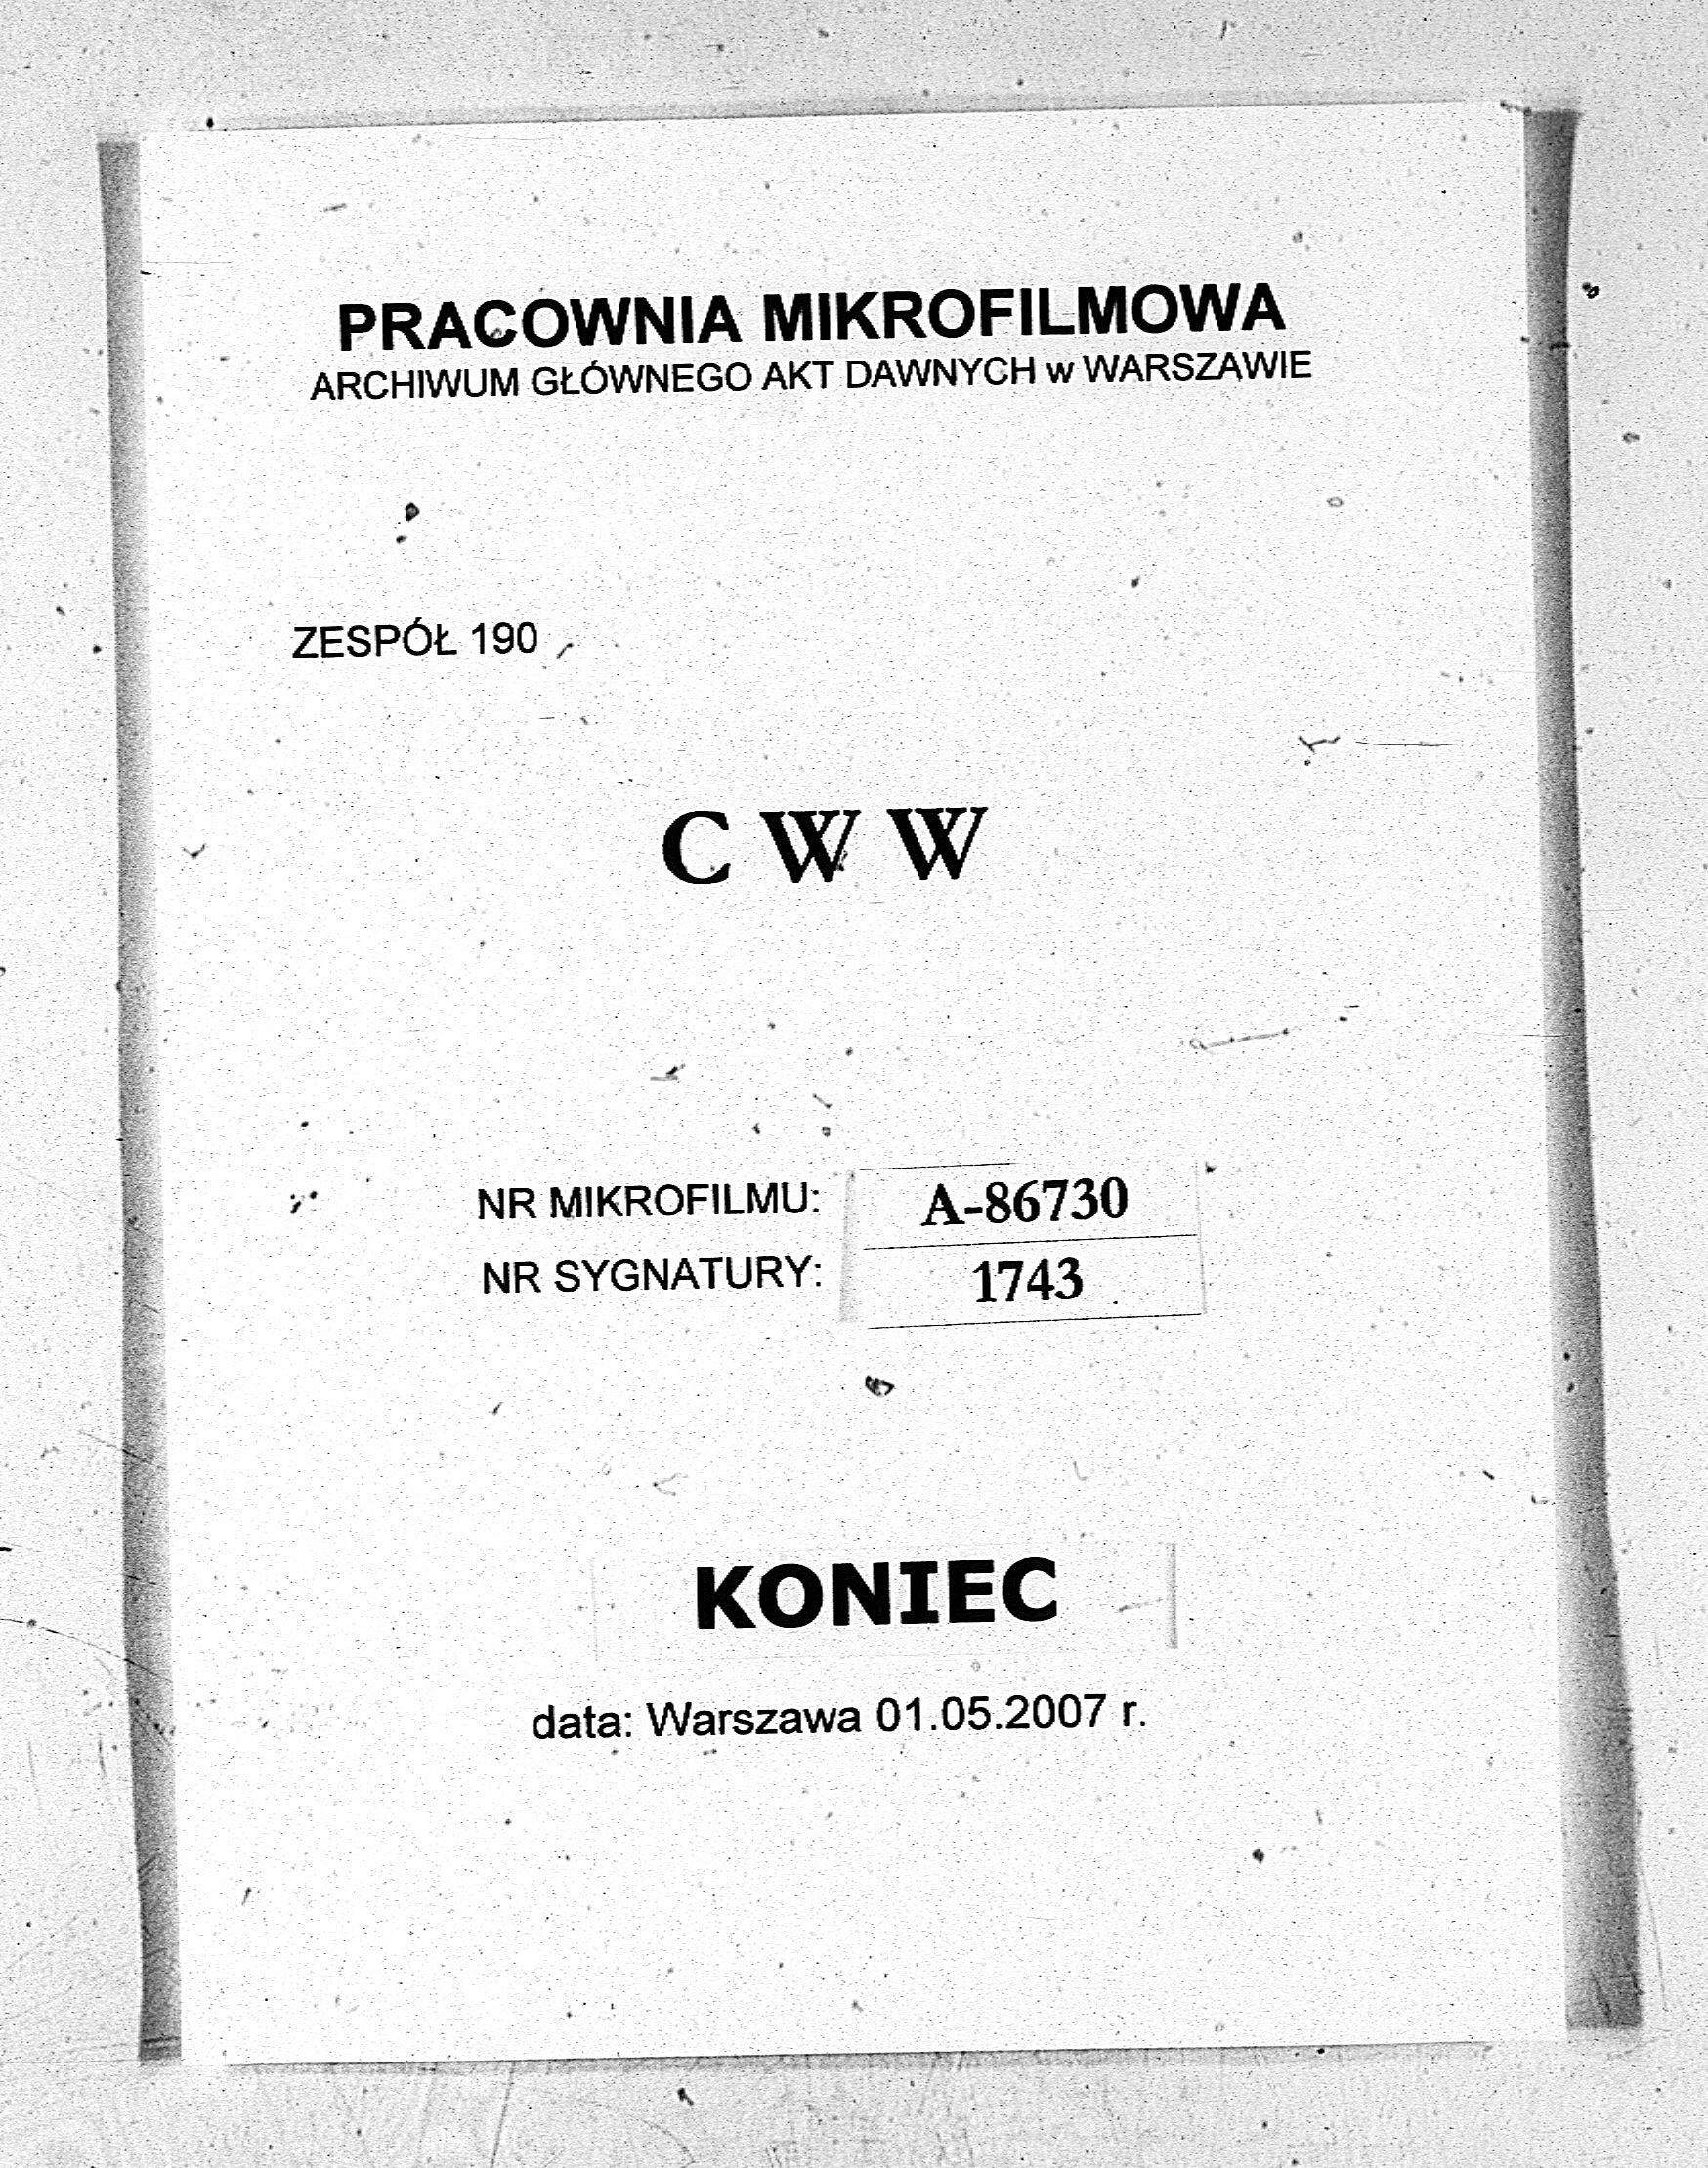 PRACOWNIA MIKROFILMOWA
ARCHIWUM GŁÓWNEGO AKT DAWNYCH w WARSZAWIE
ZESPÓŁ 190
C W W
NR MIKROFILMU: A-86730
NR SYGNATURY: 1743
KONIEC
data: Warszawa 01.05.2007 r.